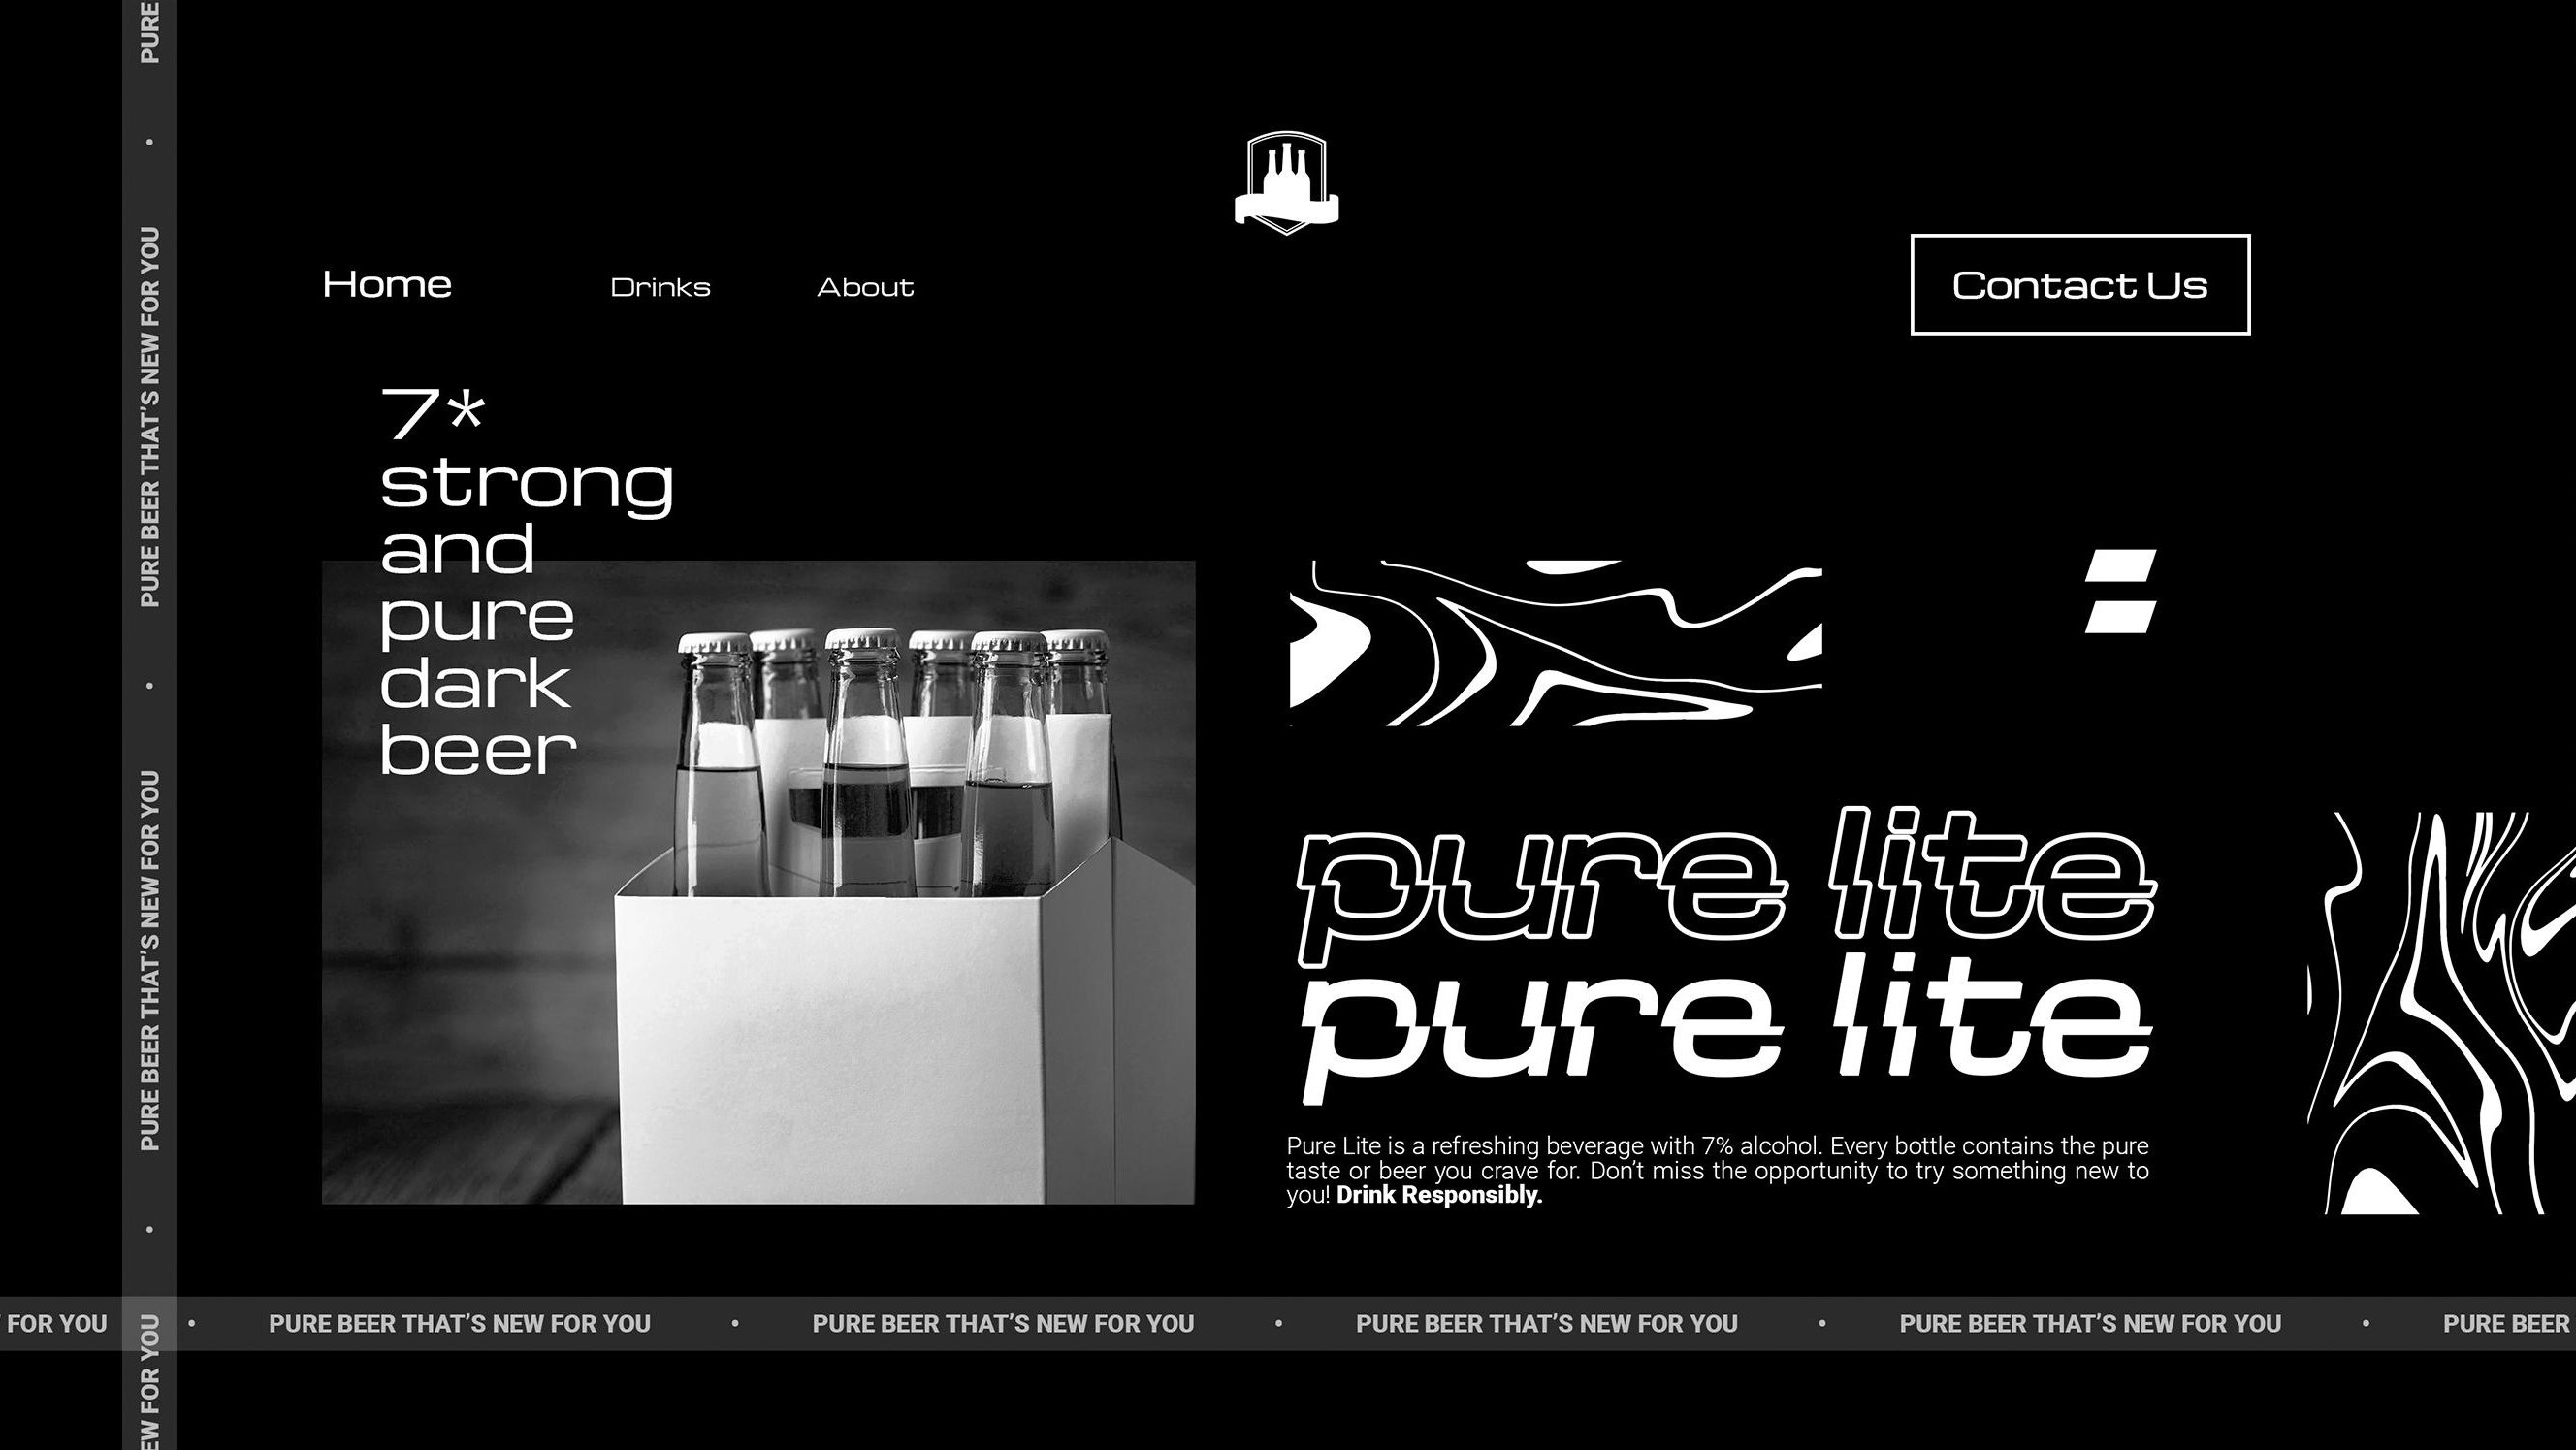 Home
Drinks
About
Contact Us
7*
strong
and
pure
dark
beer
pure lite
pure lite
Pure Lite is a refreshing beverage with 7% alcohol. Every bottle contains the pure
taste or beer you crave for. Don't miss the opportunity to try something new to
you! Drink Responsibly.
PURE
• PURE BEER THAT'S NEW FOR YOU
• PURE BEER THAT'S NEW FOR YOU
• EW FOR YOU
FOR YOU • PURE BEER THAT'S NEW FOR YOU • PURE BEER THAT'S NEW FOR YOU • PURE BEER THAT'S NEW FOR YOU • PURE BEER THAT'S NEW FOR YOU • PURE BEER